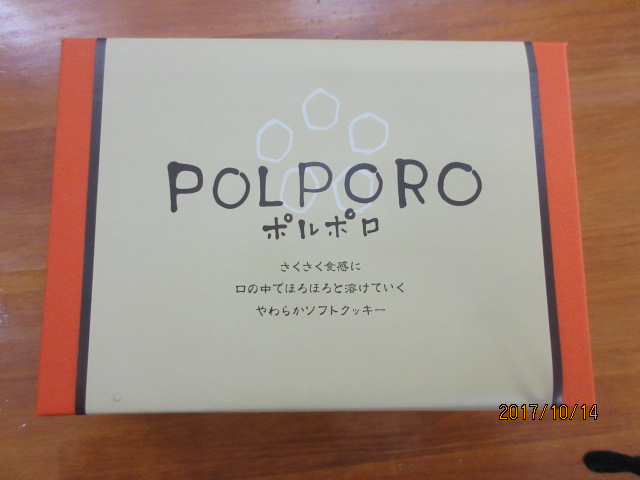 POLPORO
ポルポロ
さくさく食感に
口の中でほろほろと溶けていく
やわらかソフトクッキー
2017/10/14